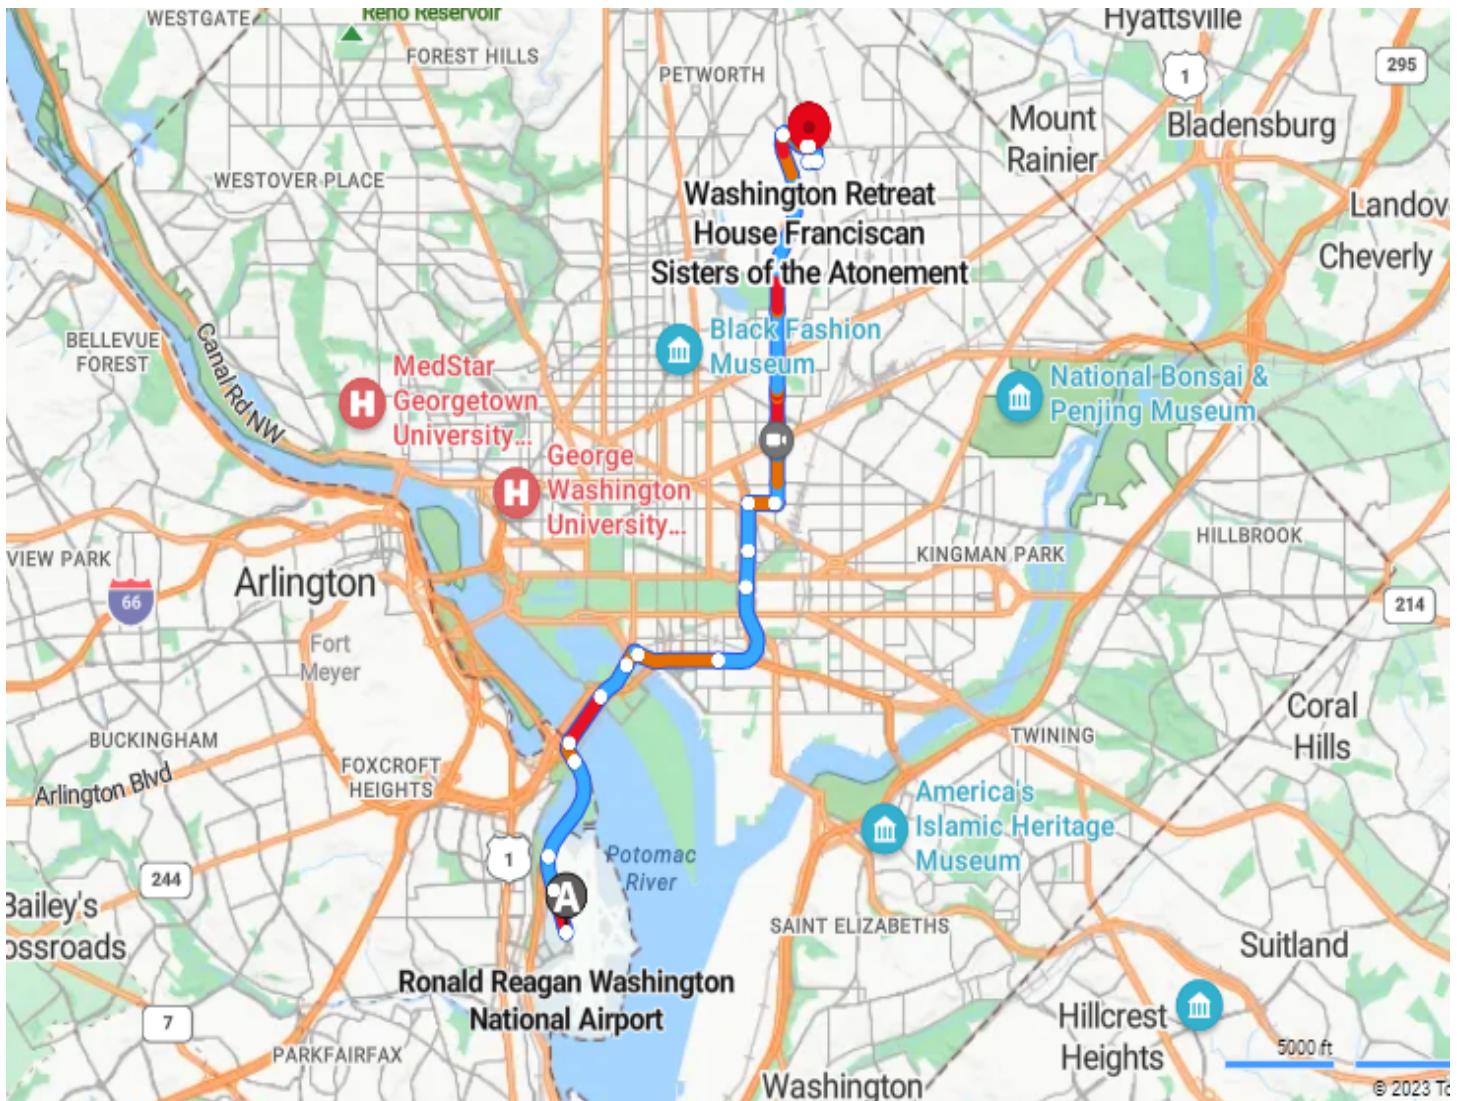 WESTGATE
Reno Reservoir
Hyattsville
FOREST HILLS
PETWORTH
295
1
Mount
Rainier
Bladensburg
WESTOVER PLACE
Washington Retreat
House Franciscan
Sisters of the Atonement
Landov
Cheverly
BELLEVUE
FOREST
Canal Rd NW
Black Fashion
Museum
MedStar
Georgetown
University...
H
National Bonsai &
Penjing Museum
George
Washington
University...
H
VIEW PARK
Arlington
66
KINGMAN PARK
HILLBROOK
214
Fort
Meyer
Coral
Hills
BUCKINGHAM
Arlington Blvd
FOXCROFT
HEIGHTS
TWINING
America's
Islamic Heritage
Museum
1
Potomac
River
244
A
Bailey's
ossroads
SAINT ELIZABETHS
Suitland
Ronald Reagan Washington
National Airport
7
PARKFAIRFAX
Hillcrest
Heights
5000 ft
Washington
© 2023 To